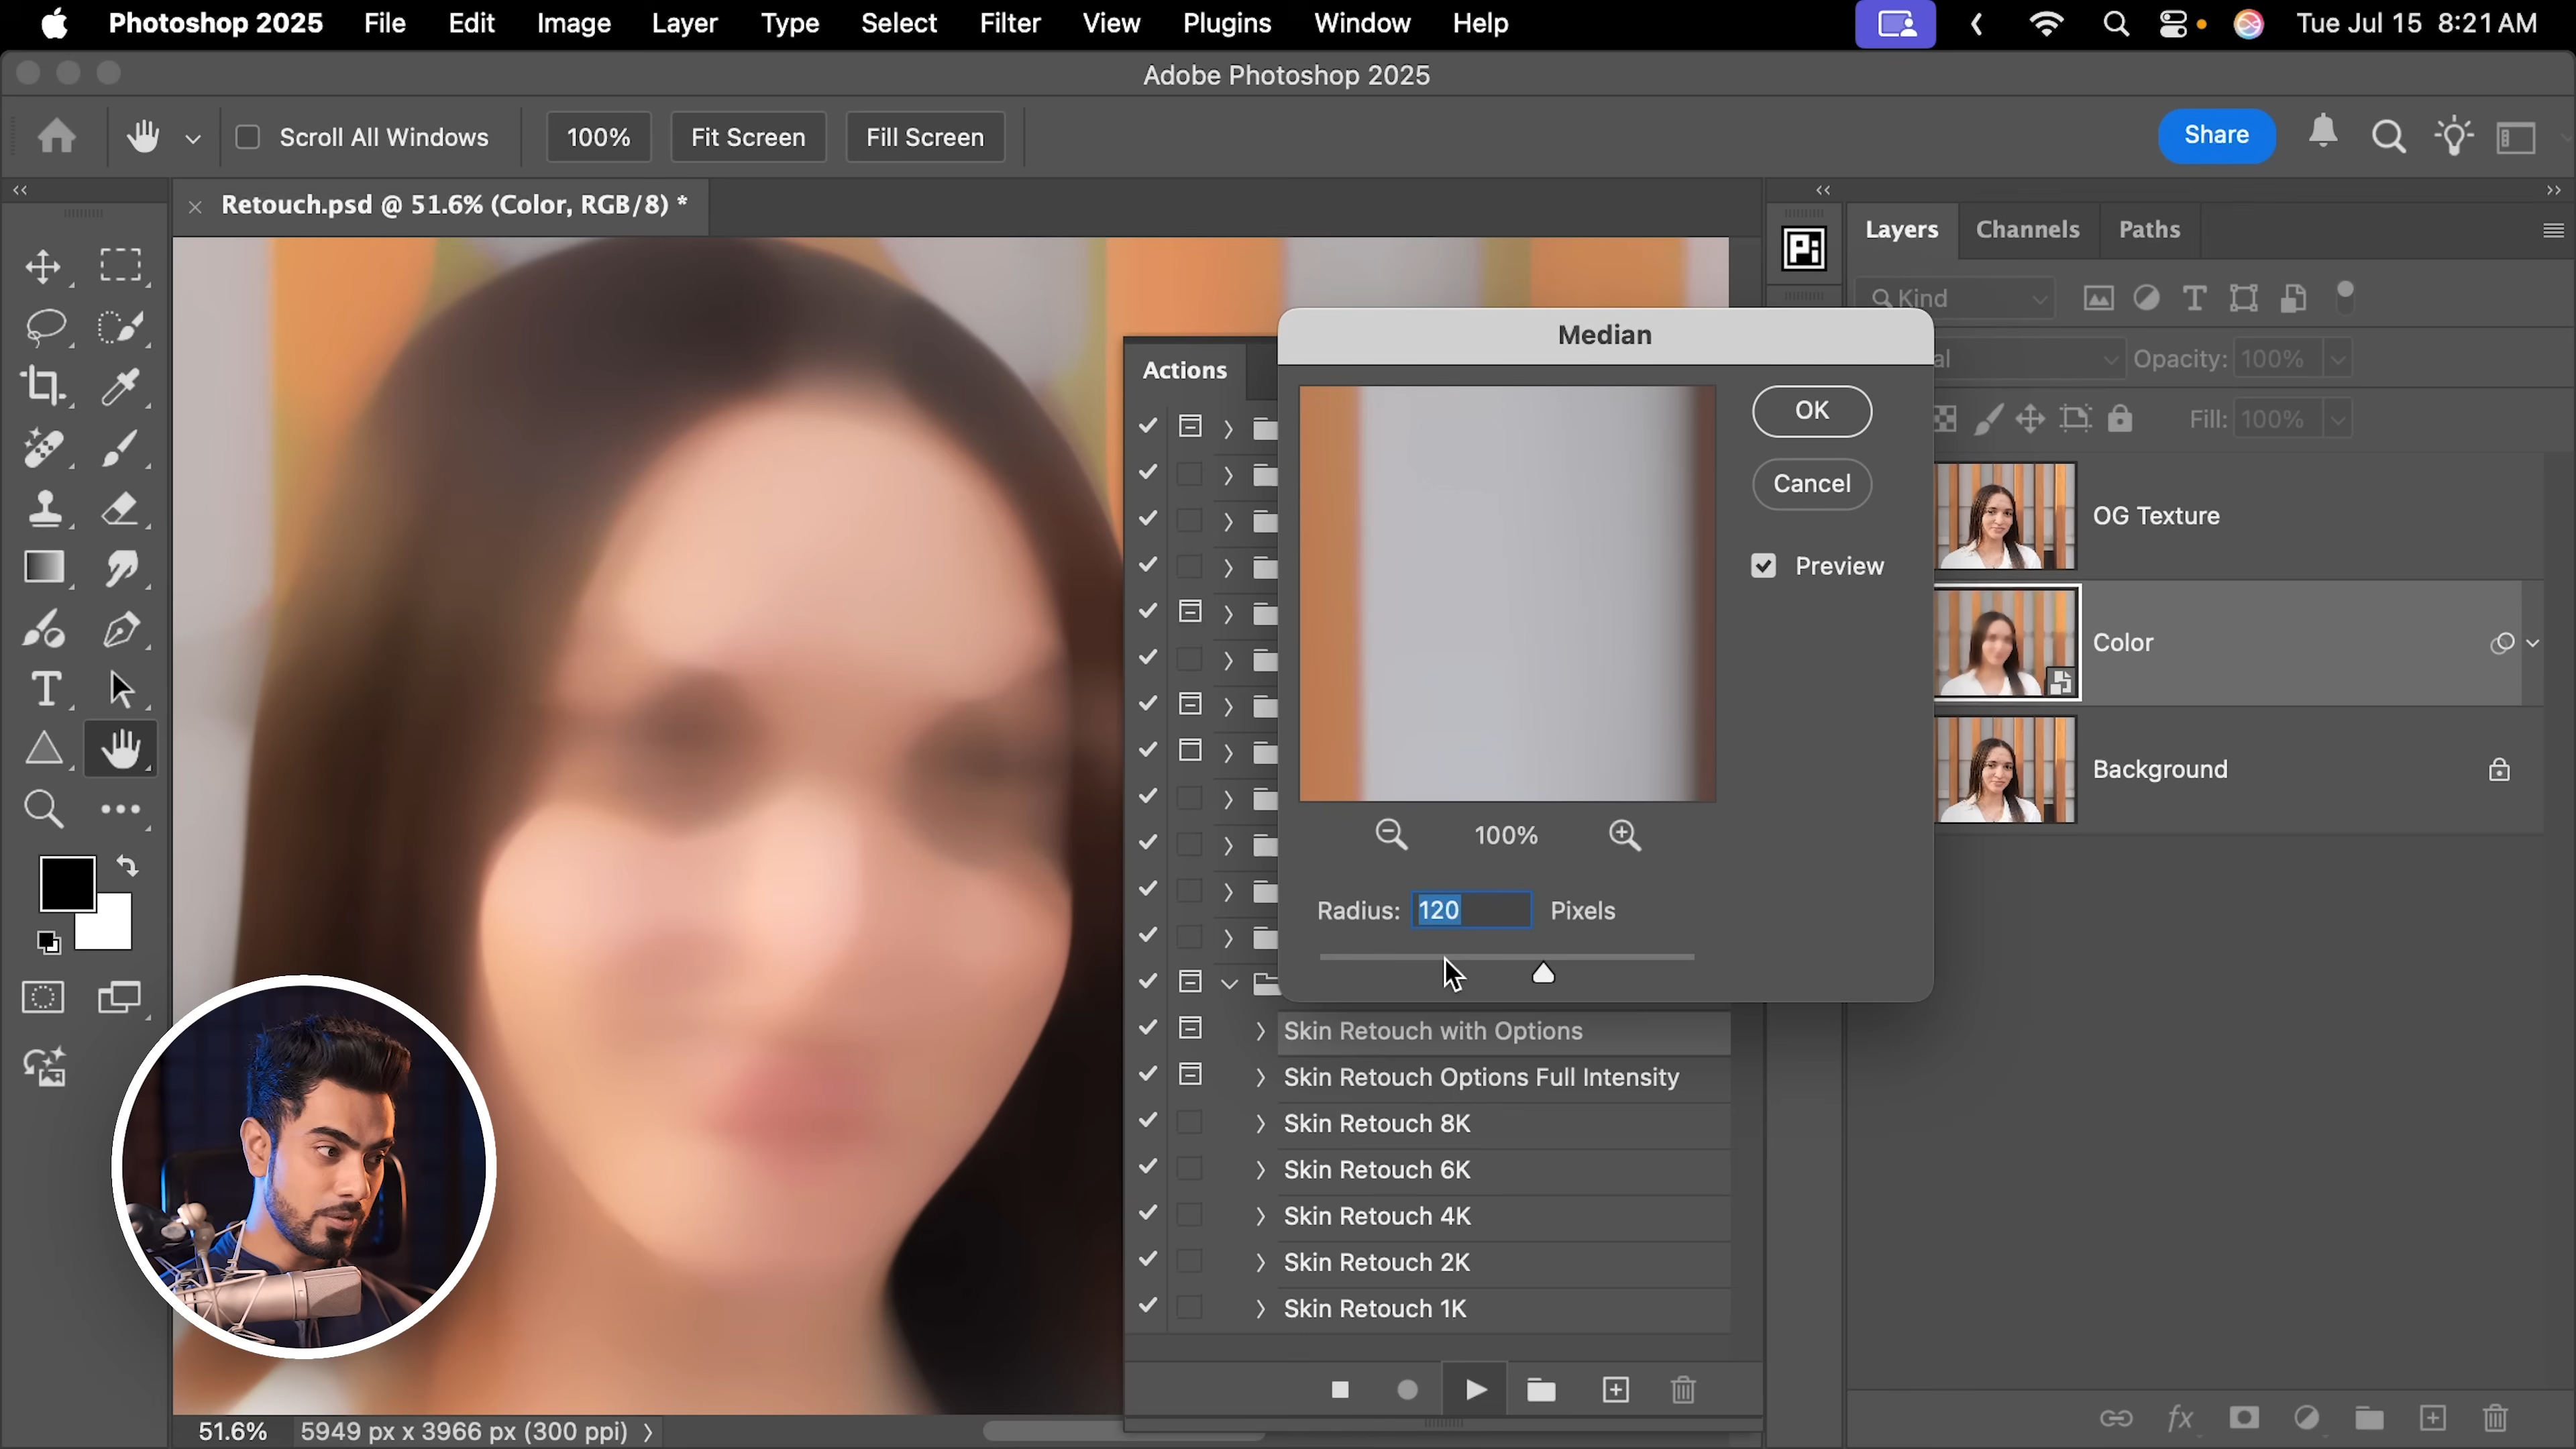 Photoshop 2025 File Edit Image Layer Type Select Filter View Plugins Window Help Tue Jul 15 8:21 AM
Adobe Photoshop 2025
Scroll All Windows 100% Fit Screen Fill Screen Share
Retouch.psd @ 51.6% (Color, RGB/8) *
Layers Channels Paths
Kind
al Opacity: 100%
Fill: 100%
OG Texture
Color
Background
Actions
Median
OK
Cancel
Preview
100%
Radius: 120 Pixels
Skin Retouch with Options
Skin Retouch Options Full Intensity
Skin Retouch 8K
Skin Retouch 6K
Skin Retouch 4K
Skin Retouch 2K
Skin Retouch 1K
51.6% 5949 px x 3966 px (300 ppi)